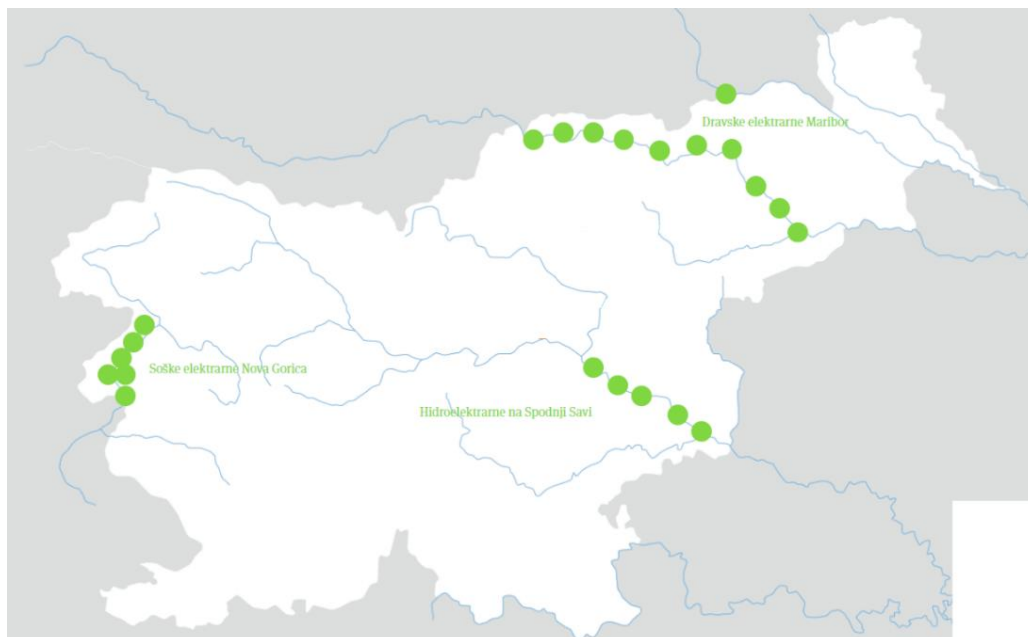 Dravske elektrarne Maribor
Soške elektrarne Nova Gorica
Hidroelektrarne na Spodnji Savi